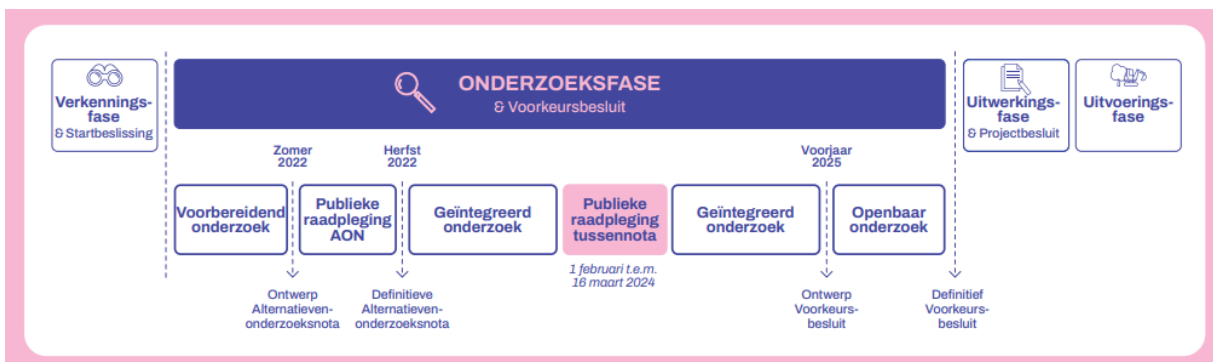 Verkennings-
fase
& Startbeslissing
ONDERZOEKSFASE
& Voorkeursbesluit
Uitwerkings-
fase
& Projectbesluit
Uitvoerings-
fase
Zomer
2022
Herfst
2022
Voorjaar
2025
Voorbereidend
onderzoek
Publieke
raadpleging
AON
Geïntegreerd
onderzoek
Publieke
raadpleging
tussennota
Geïntegreerd
onderzoek
Openbaar
onderzoek
1 februari t.e.m.
16 maart 2024
Ontwerp
Alternatieven-
onderzoeksnota
Definitieve
Alternatieven-
onderzoeksnota
Ontwerp
Voorkeurs-
besluit
Definitief
Voorkeurs-
besluit